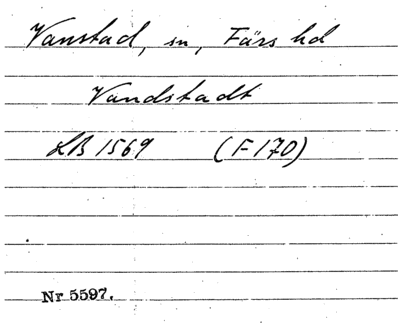 Vanstad, sn, Färs hd
Vandstadt
LB 1569 (F 170)
Nr 5597.